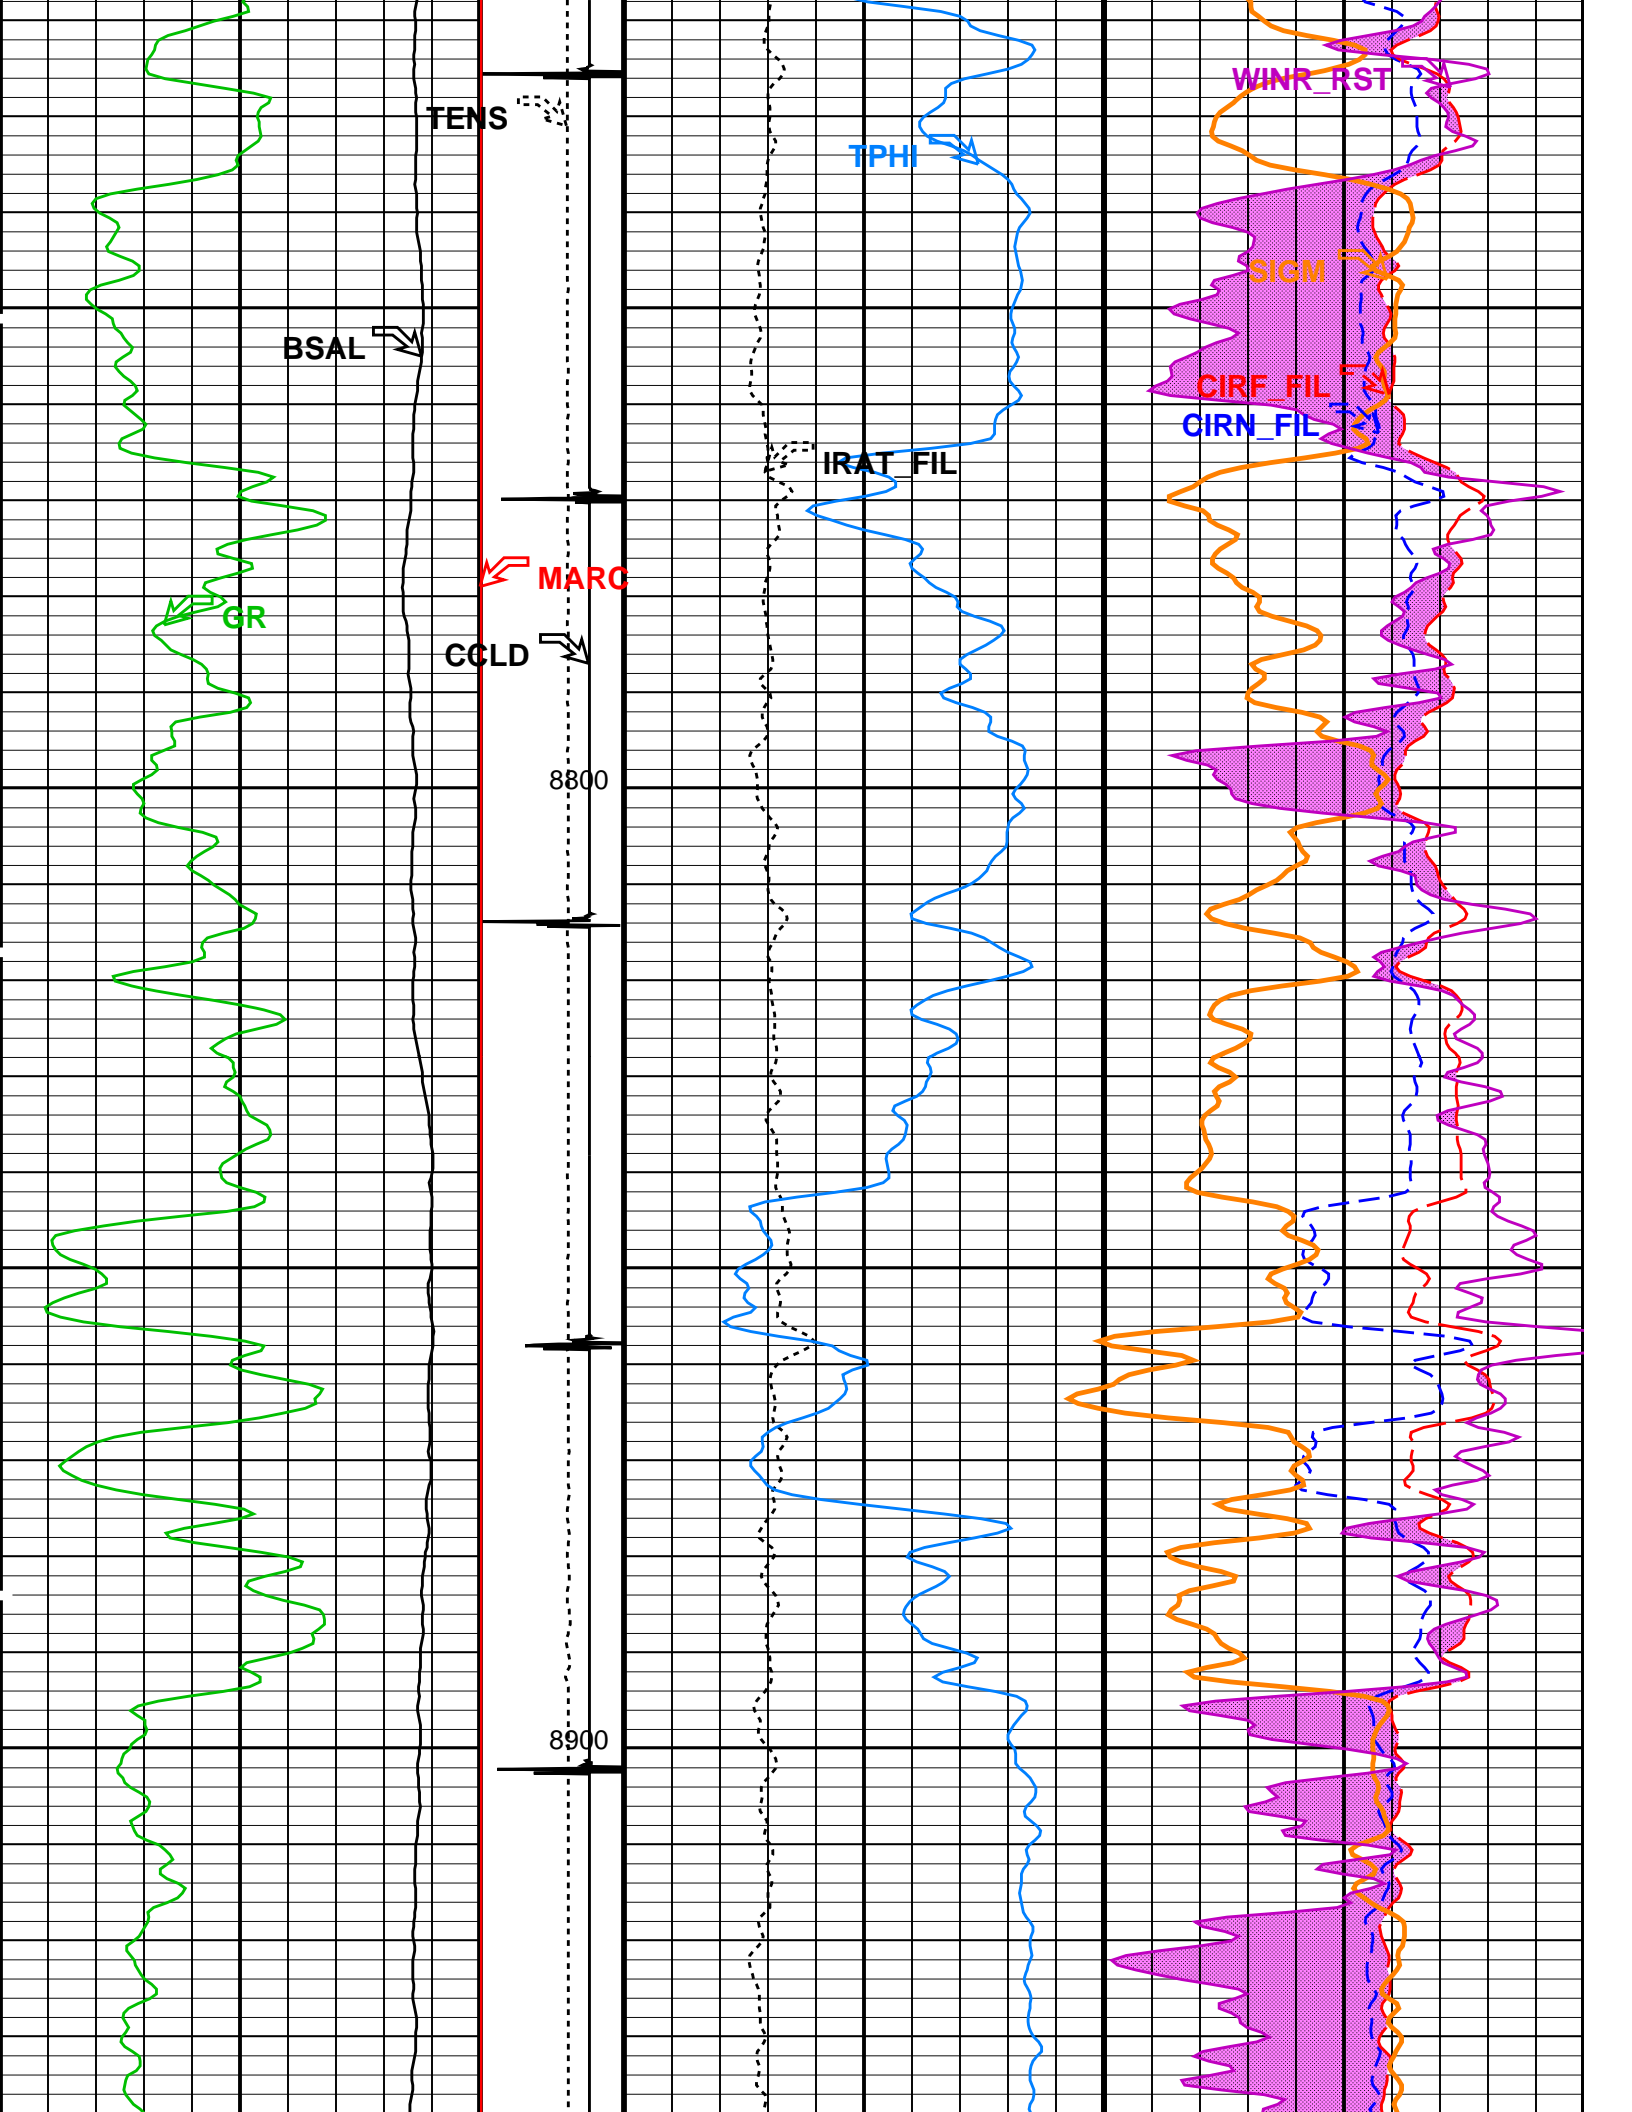 WINR_RST
TENS
TPHI
SIGM
BSAL
CIRF_FIL
CIRN_FIL
IRAT_FIL
MARC
GR
CCLD
8800
8900